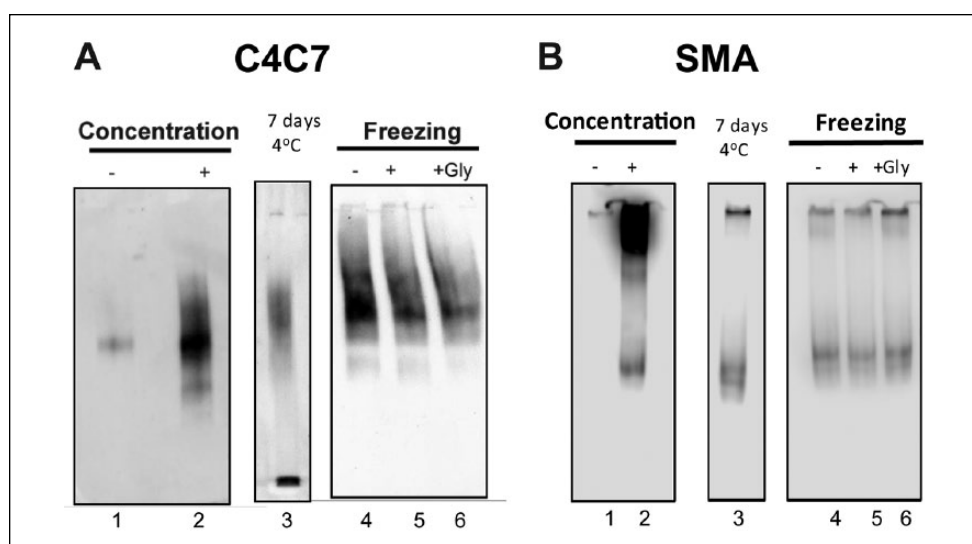 A C4C7
Concentration
- +
7 days
4°C
Freezing
- + +Gly
1 2 3 4 5 6
B SMA
Concentration
- +
7 days
4°C
Freezing
- + +Gly
1 2 3 4 5 6